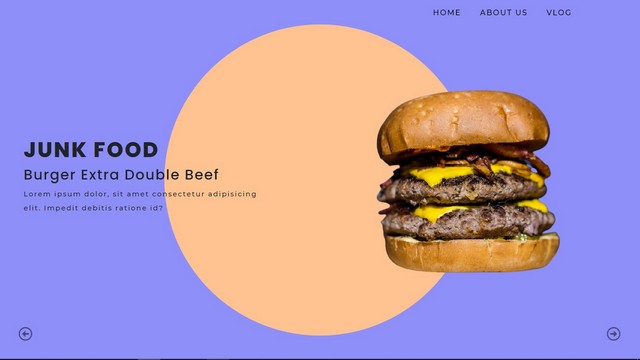 HOME ABOUT US VLOG
JUNK FOOD
Burger Extra Double Beef
Lorem ipsum dolor, sit amet consectetur adipisicing
elit. Impedit debitis ratione id?